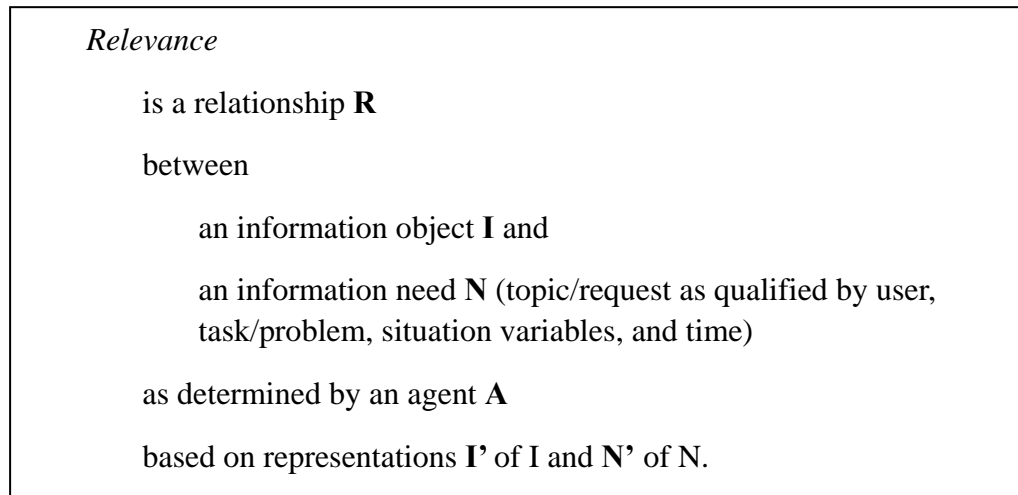 Relevance
is a relationship R
between
an information object I and
an information need N (topic/request as qualified by user,
task/problem, situation variables, and time)
as determined by an agent A
based on representations I’ of I and N’ of N.